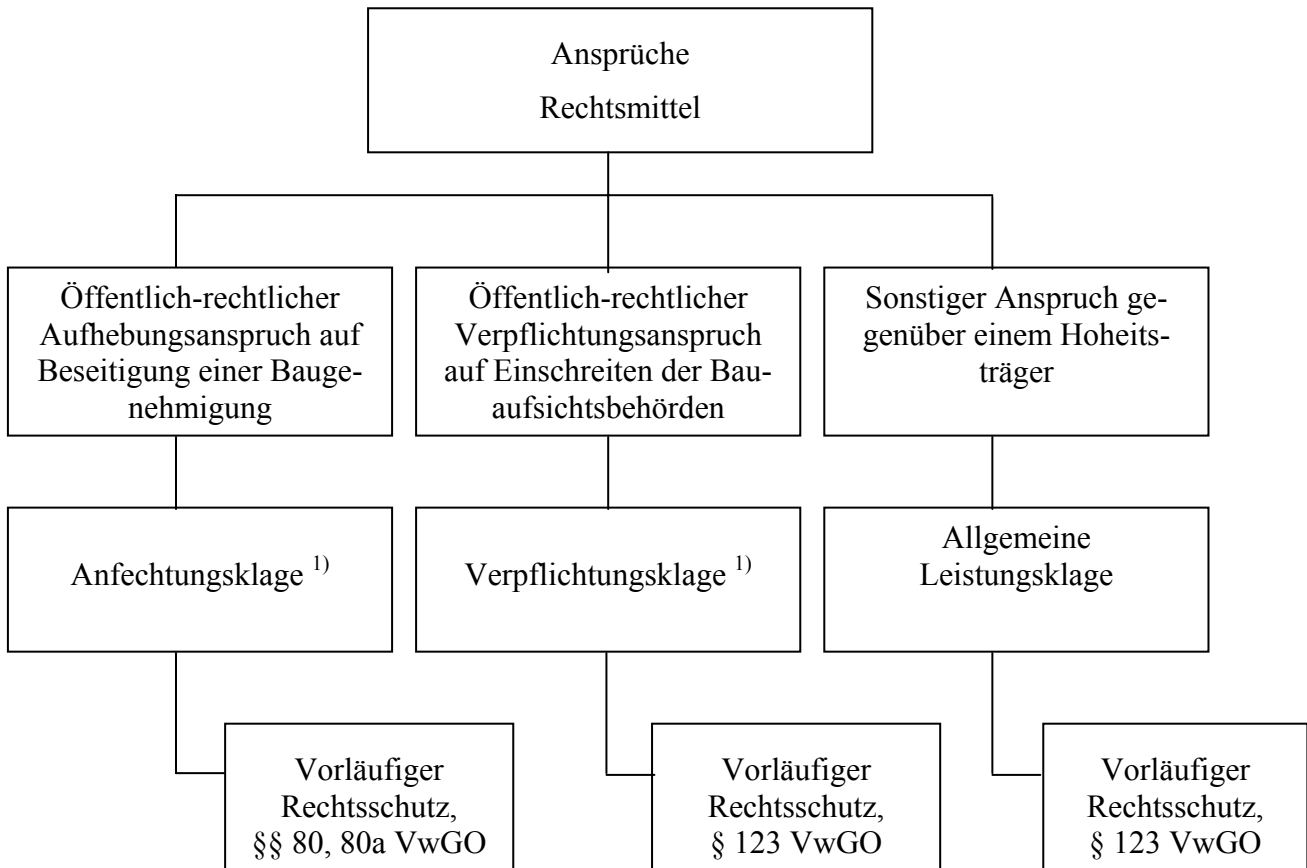 Ansprüche
Rechtsmittel
Öffentlich-rechtlicher
Aufhebungsanspruch auf
Beseitigung einer Bauge-
nehmigung
Öffentlich-rechtlicher
Verpflichtungsanspruch
auf Einschreiten der Bau-
aufsichtsbehörden
Sonstiger Anspruch ge-
genüber einem Hoheits-
träger
Anfechtungsklage 1)
Verpflichtungsklage 1)
Allgemeine
Leistungsklage
Vorläufiger
Rechtsschutz,
§§ 80, 80a VwGO
Vorläufiger
Rechtsschutz,
§ 123 VwGO
Vorläufiger
Rechtsschutz,
§ 123 VwGO